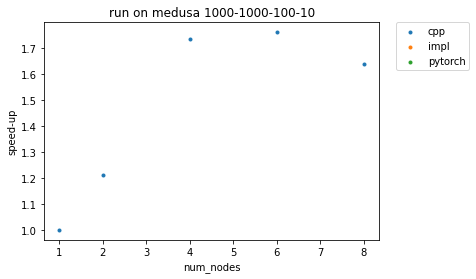 run on medusa 1000-1000-100-10
1.7
1.6
1.5
1.4
1.3
1.2
1.1
1.0
speed-up
1 2 3 4 5 6 7 8
num_nodes
cpp
impl
pytorch